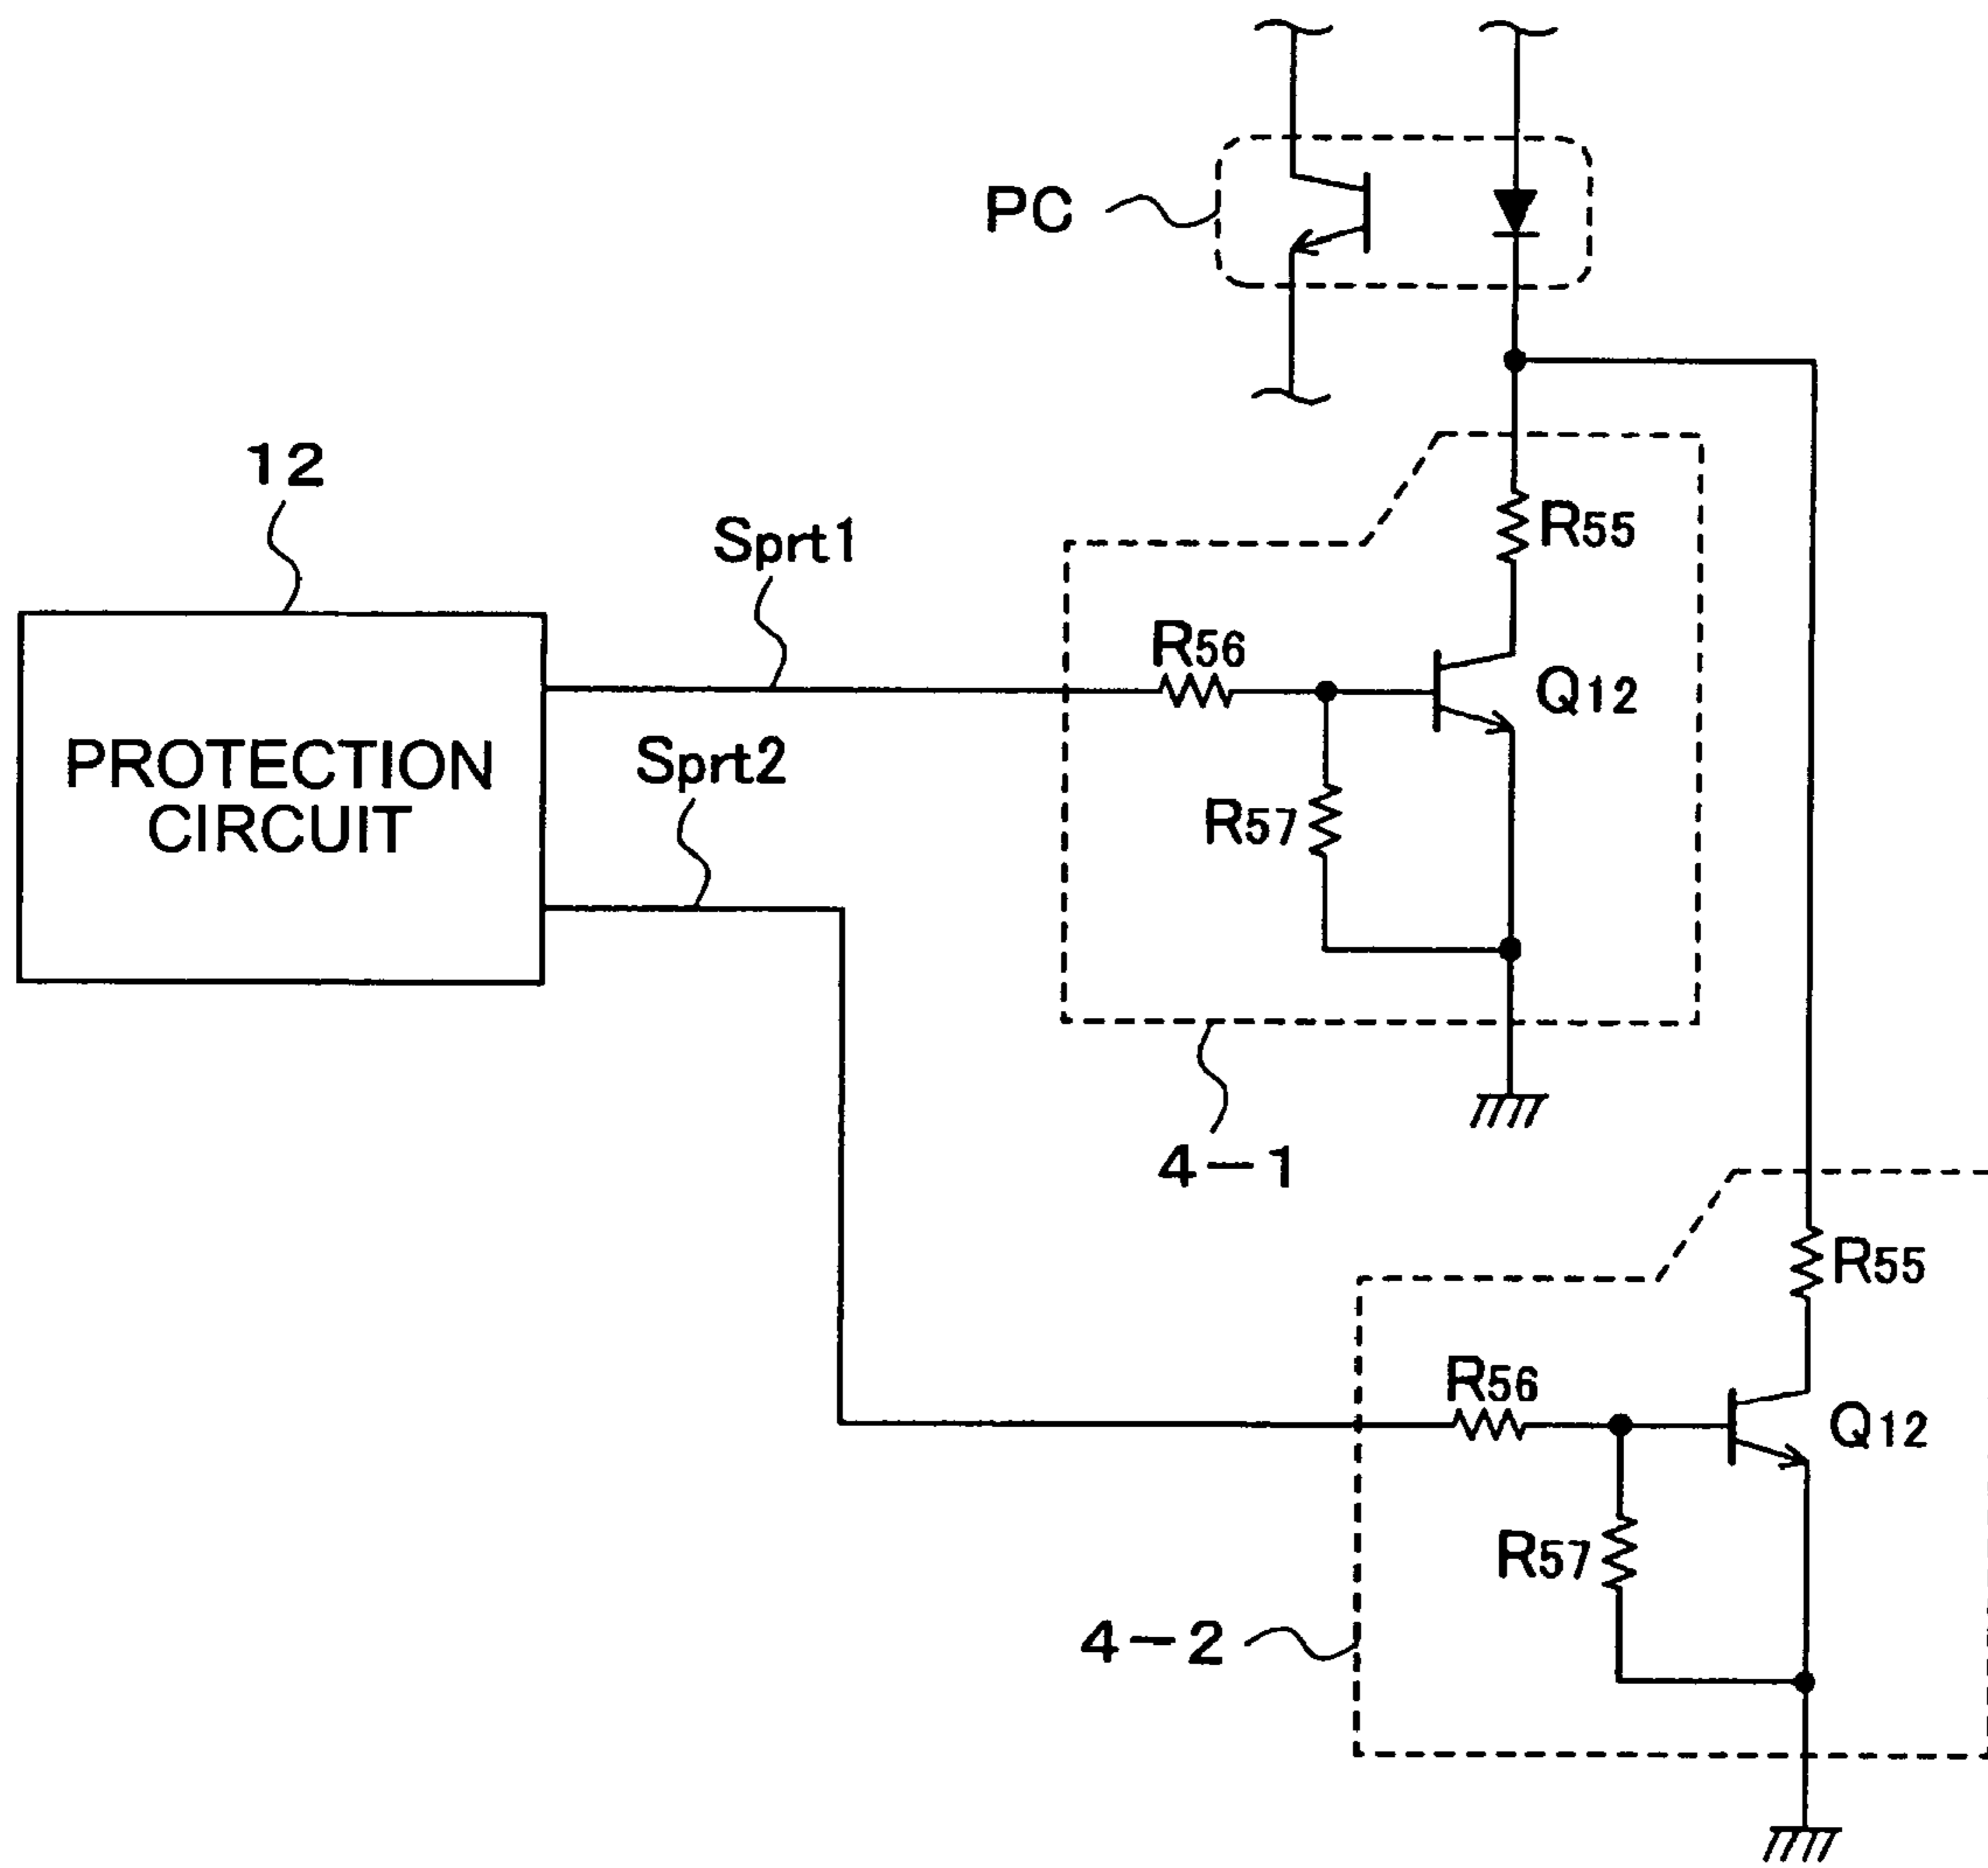 PC
12
Sprt1
R55
R56
Q12
PROTECTION
CIRCUIT
Sprt2
R57
4-1
R55
R56
Q12
R57
4-2